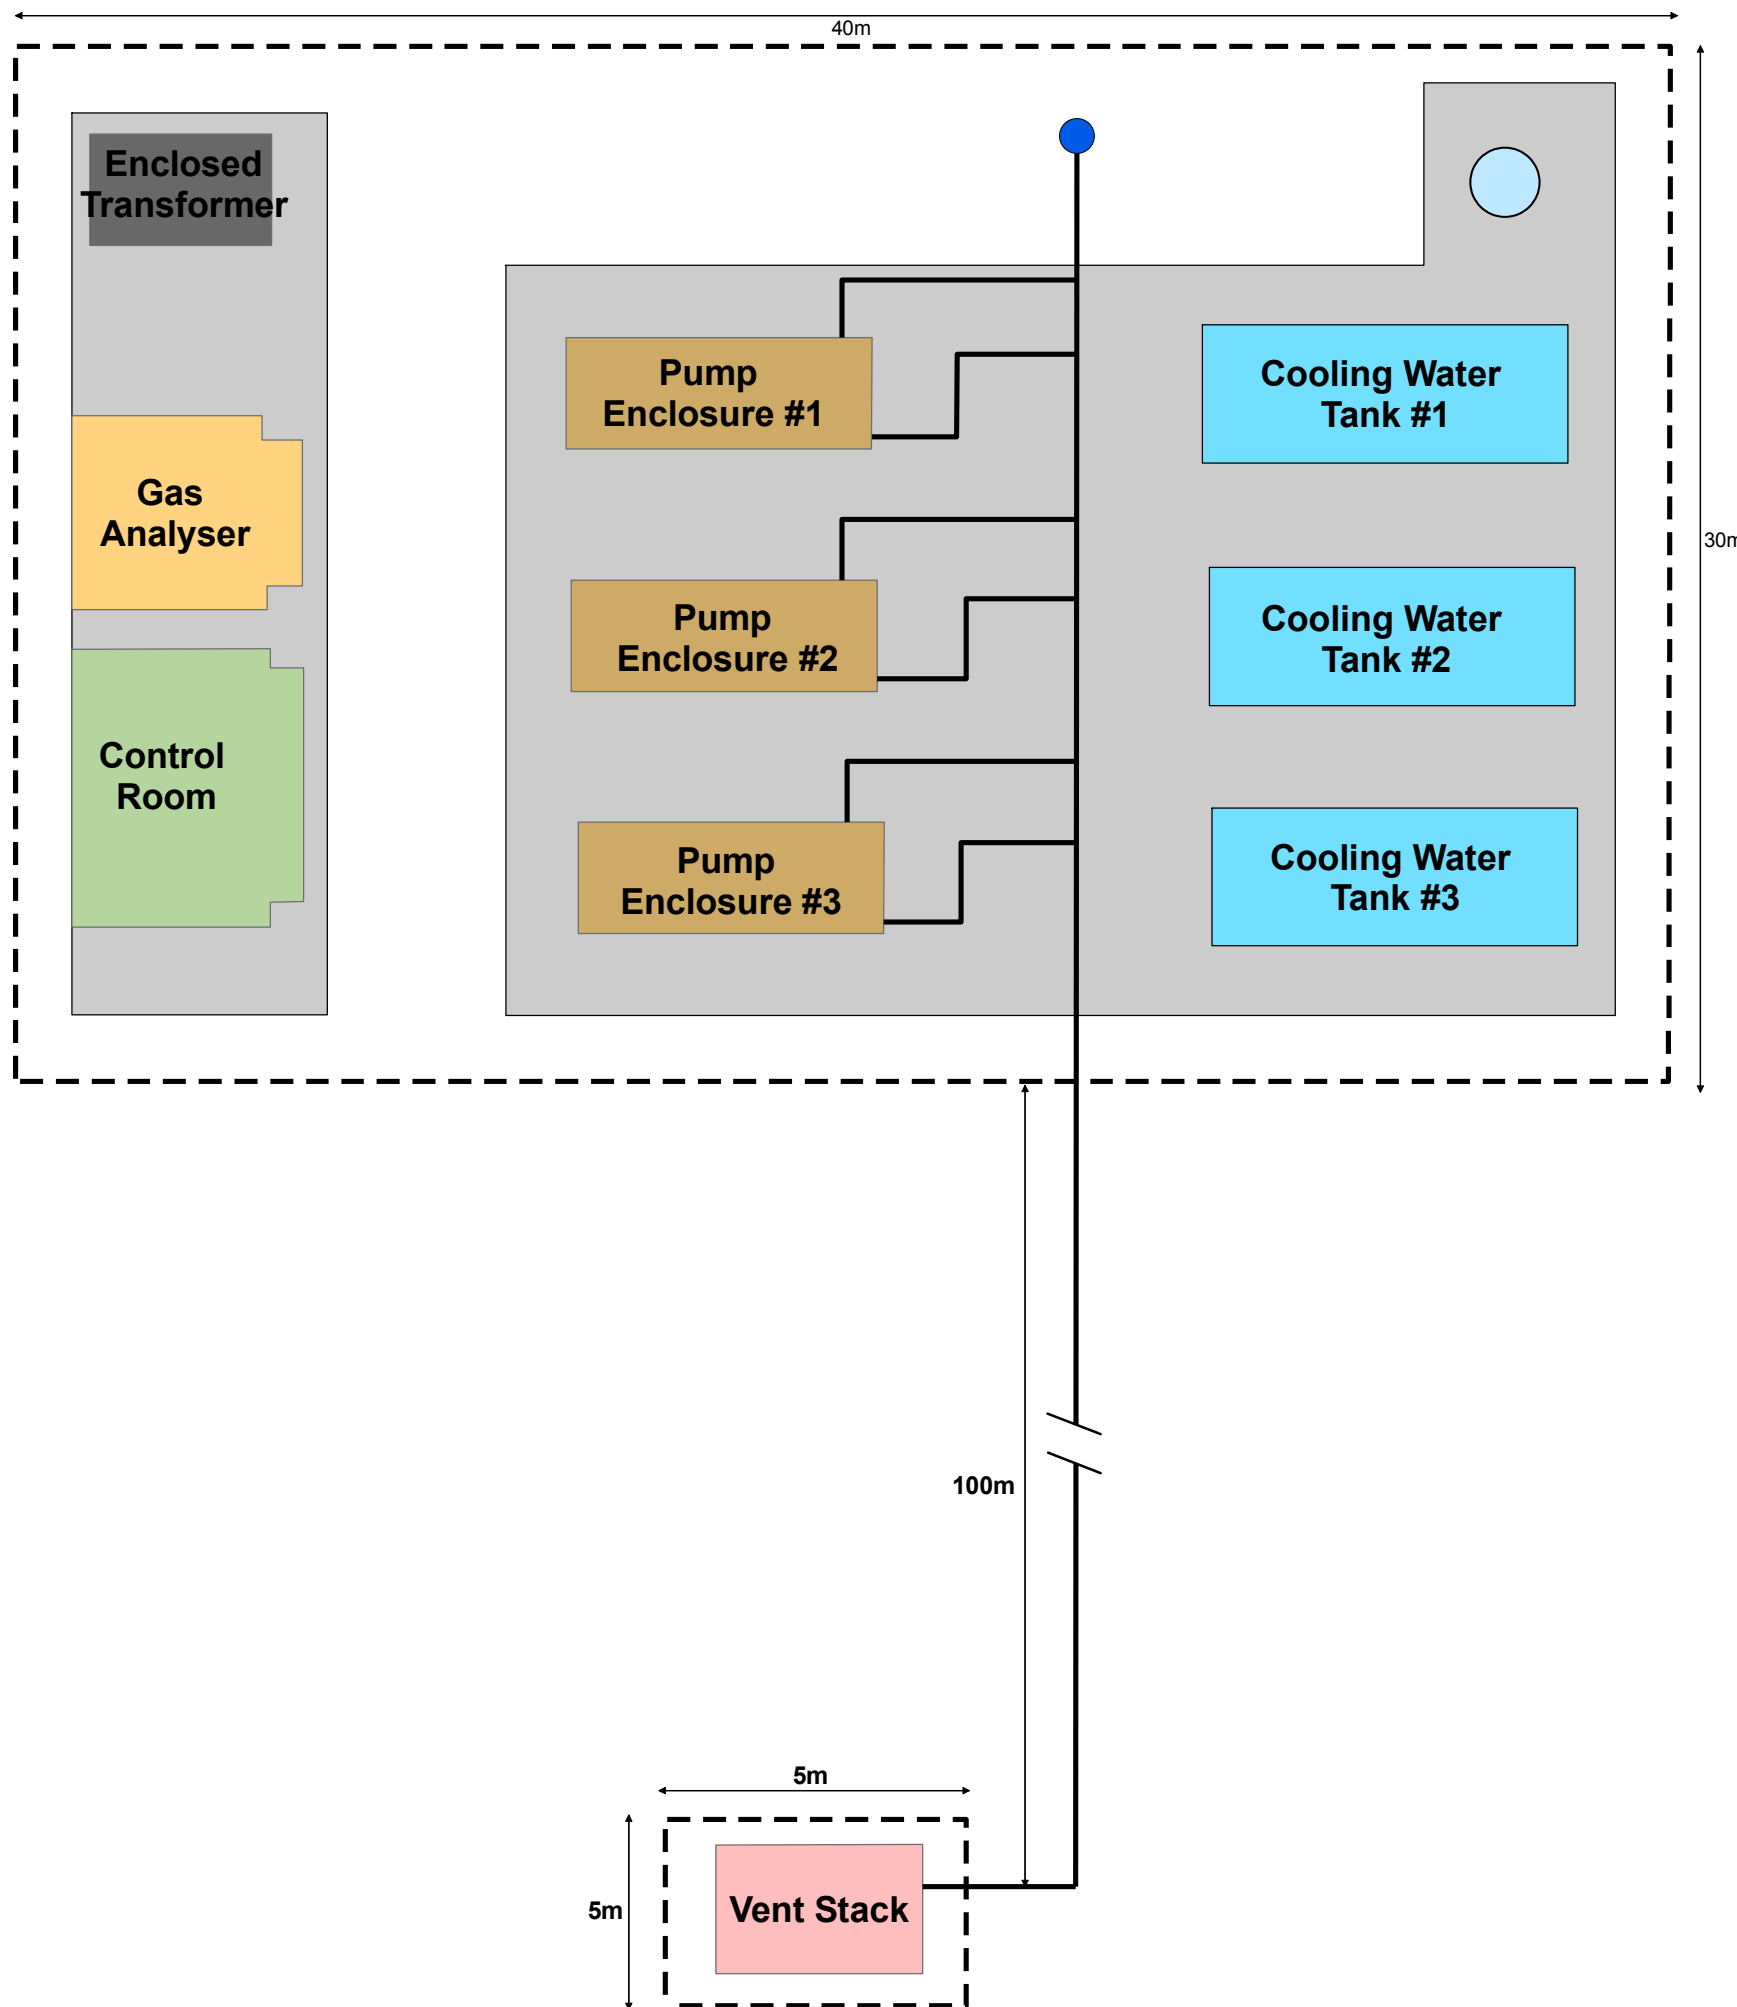 40m
Enclosed
Transformer
Pump
Enclosure #1
Cooling Water
Tank #1
Gas
Analyser
30m
Pump
Enclosure #2
Cooling Water
Tank #2
Control
Room
Pump
Enclosure #3
Cooling Water
Tank #3
100m
5m
5m
Vent Stack